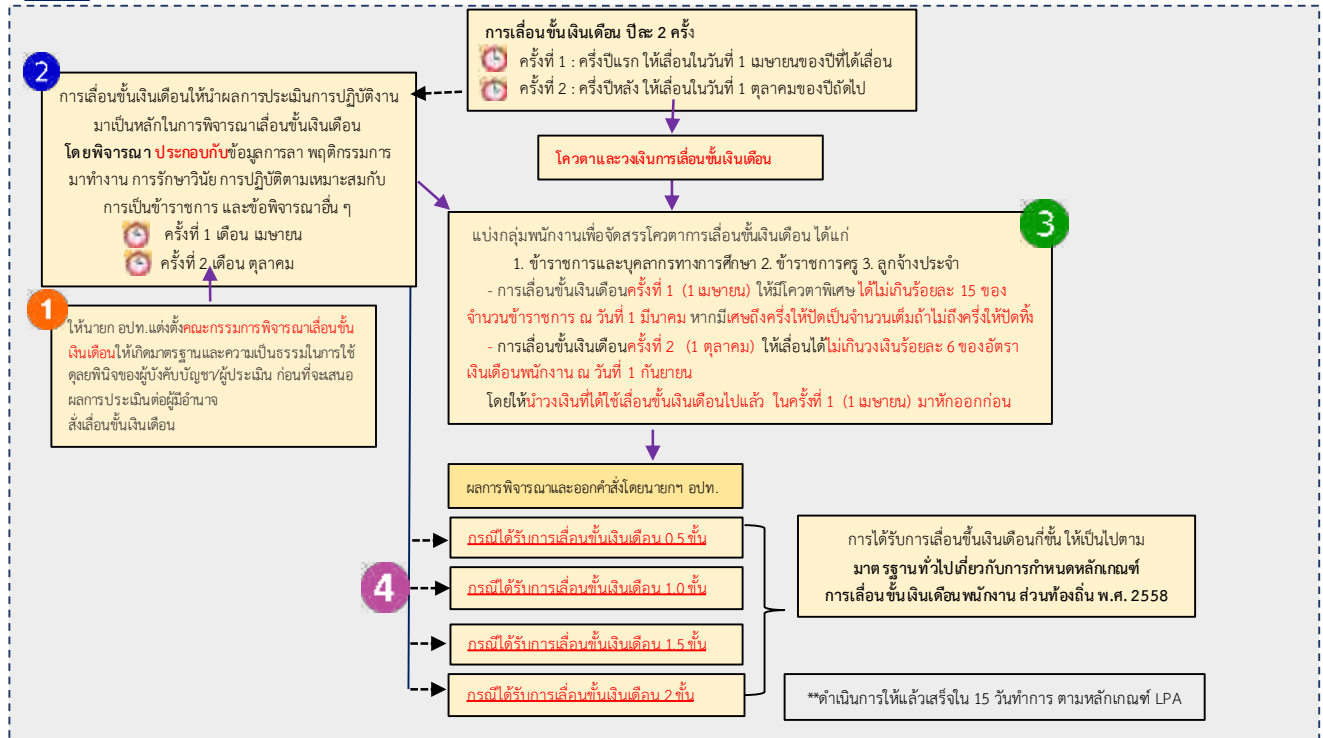 การเลื่อนขั้นเงินเดือน ปีละ 2 ครั้ง
ครั้งที่ 1 : ครึ่งปีแรก ให้เลื่อนในวันที่ 1 เมษายนของปีที่ได้เลื่อน
ครั้งที่ 2 : ครึ่งปีหลัง ให้เลื่อนในวันที่ 1 ตุลาคมของปีถัดไป
2
การเลื่อนขั้นเงินเดือนให้นำผลการประเมินการปฏิบัติงาน
มาเป็นหลักในการพิจารณาเลื่อนขั้นเงินเดือน
โดยพิจารณา ประกอบกับข้อมูลการลา พฤติกรรมการ
มาทำงาน การรักษาวินัย การปฏิบัติตามเหมาะสมกับ
การเป็นข้าราชการ และข้อพิจารณาอื่น ๆ
ครั้งที่ 1 เดือน เมษายน
ครั้งที่ 2 เดือน ตุลาคม
1
ให้นายก อปท.แต่งตั้งคณะกรรมการพิจารณาเลื่อนขั้น
เงินเดือนให้เกิดมาตรฐานและความเป็นธรรมในการใช้
ดุลยพินิจของผู้บังคับบัญชา/ผู้ประเมิน ก่อนที่จะเสนอ
ผลการประเมินต่อผู้มีอำนาจ
สั่งเลื่อนขั้นเงินเดือน
โควตาและวงเงินการเลื่อนขั้นเงินเดือน
3
แบ่งกลุ่มพนักงานเพื่อจัดสรรโควตาการเลื่อนขั้นเงินเดือน ได้แก่
1. ข้าราชการและบุคลากรทางการศึกษา 2. ข้าราชการครู 3. ลูกจ้างประจำ
- การเลื่อนขั้นเงินเดือนครั้งที่ 1 (1 เมษายน) ให้มีโควตาพิเศษ ได้ไม่เกินร้อยละ 15 ของ
จำนวนข้าราชการ ณ วันที่ 1 มีนาคม หากมีเศษถึงครึ่งให้ปัดเป็นจำนวนเต็มถ้าไม่ถึงครึ่งให้ปัดทิ้ง
- การเลื่อนขั้นเงินเดือนครั้งที่ 2 (1 ตุลาคม) ให้เลื่อนได้ไม่เกินวงเงินร้อยละ 6 ของอัตรา
เงินเดือนพนักงาน ณ วันที่ 1 กันยายน
โดยให้นำวงเงินที่ได้ใช้เลื่อนขั้นเงินเดือนไปแล้ว ในครั้งที่ 1 (1 เมษายน) มาหักออกก่อน
ผลการพิจารณาและออกคำสั่งโดยนายกฯ อปท.
4
กรณีได้รับการเลื่อนขั้นเงินเดือน 0.5 ขั้น
กรณีได้รับการเลื่อนขั้นเงินเดือน 1.0 ขั้น
กรณีได้รับการเลื่อนขั้นเงินเดือน 1.5 ขั้น
กรณีได้รับการเลื่อนขั้นเงินเดือน 2 ขั้น
การได้รับการเลื่อนขึ้นเงินเดือนกี่ขั้น ให้เป็นไปตาม
มาตรฐานทั่วไปเกี่ยวกับการกำหนดหลักเกณฑ์
การเลื่อนขั้นเงินเดือนพนักงาน ส่วนท้องถิ่น พ.ศ. 2558
**ดำเนินการให้แล้วเสร็จใน 15 วันทำการ ตามหลักเกณฑ์ LPA